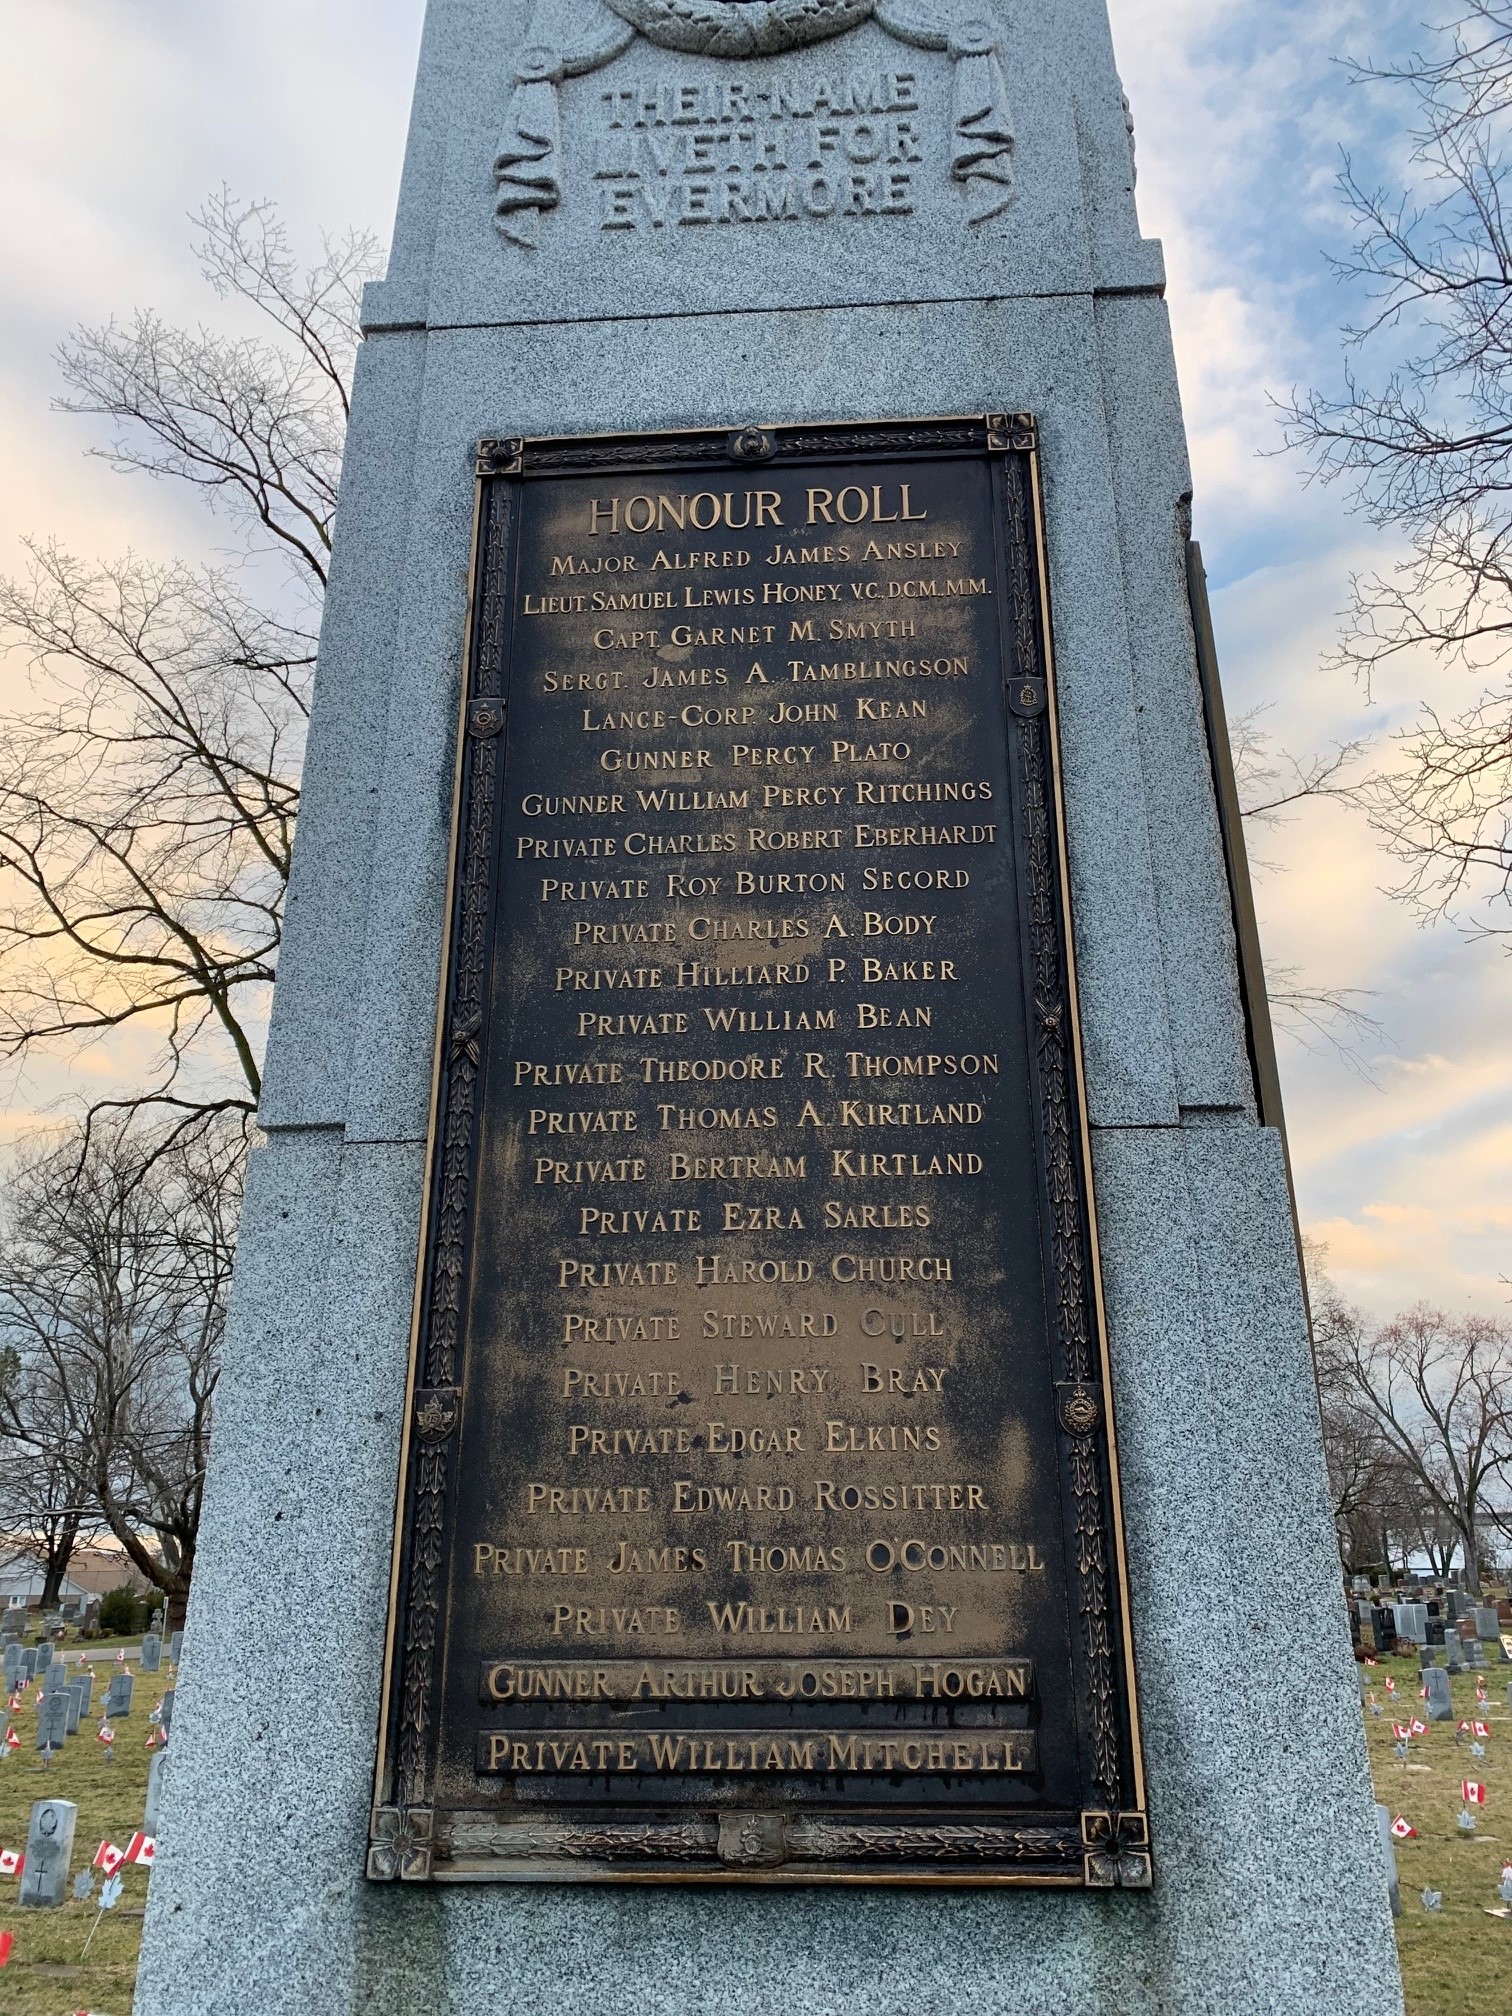 THEIR NAME
LIVETH FOR
EVERMORE
HONOUR ROLL
MAJOR ALFRED JAMES ANSLEY
LIEUT. SAMUEL LEWIS HONEY, V.C., D.C.M., M.M.
CAPT. GARNET M. SMYTH
SERGT. JAMES A. TAMBLINGSON
LANCE-CORP. JOHN KEAN
GUNNER PERCY PLATO
GUNNER WILLIAM PERCY RITCHINGS
PRIVATE CHARLES ROBERT EBERHARDT
PRIVATE ROY BURTON SECORD
PRIVATE CHARLES A. BODY
PRIVATE HILLIARD P. BAKER
PRIVATE WILLIAM BEAN
PRIVATE THEODORE R. THOMPSON
PRIVATE THOMAS A. KIRTLAND
PRIVATE BERTRAM KIRTLAND
PRIVATE EZRA SARLES
PRIVATE HAROLD CHURCH
PRIVATE STEWARD CULL
PRIVATE HENRY BRAY
PRIVATE EDGAR ELKINS
PRIVATE EDWARD ROSSITTER
PRIVATE JAMES THOMAS O'CONNELL
PRIVATE WILLIAM DEY
GUNNER ARTHUR JOSEPH HOGAN
PRIVATE WILLIAM MITCHELL